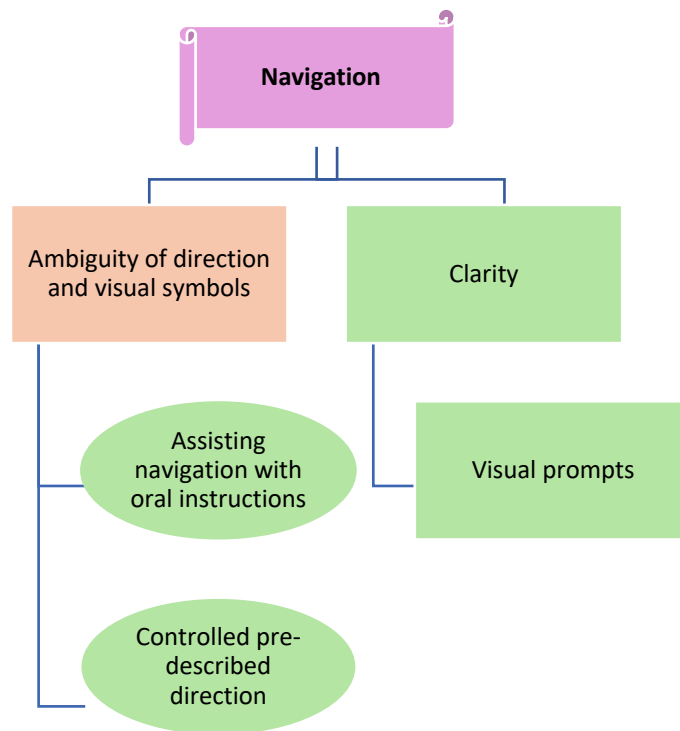 Navigation
Ambiguity of direction
and visual symbols
Clarity
Assisting
navigation with
oral instructions
Visual prompts
Controlled pre-
described
direction